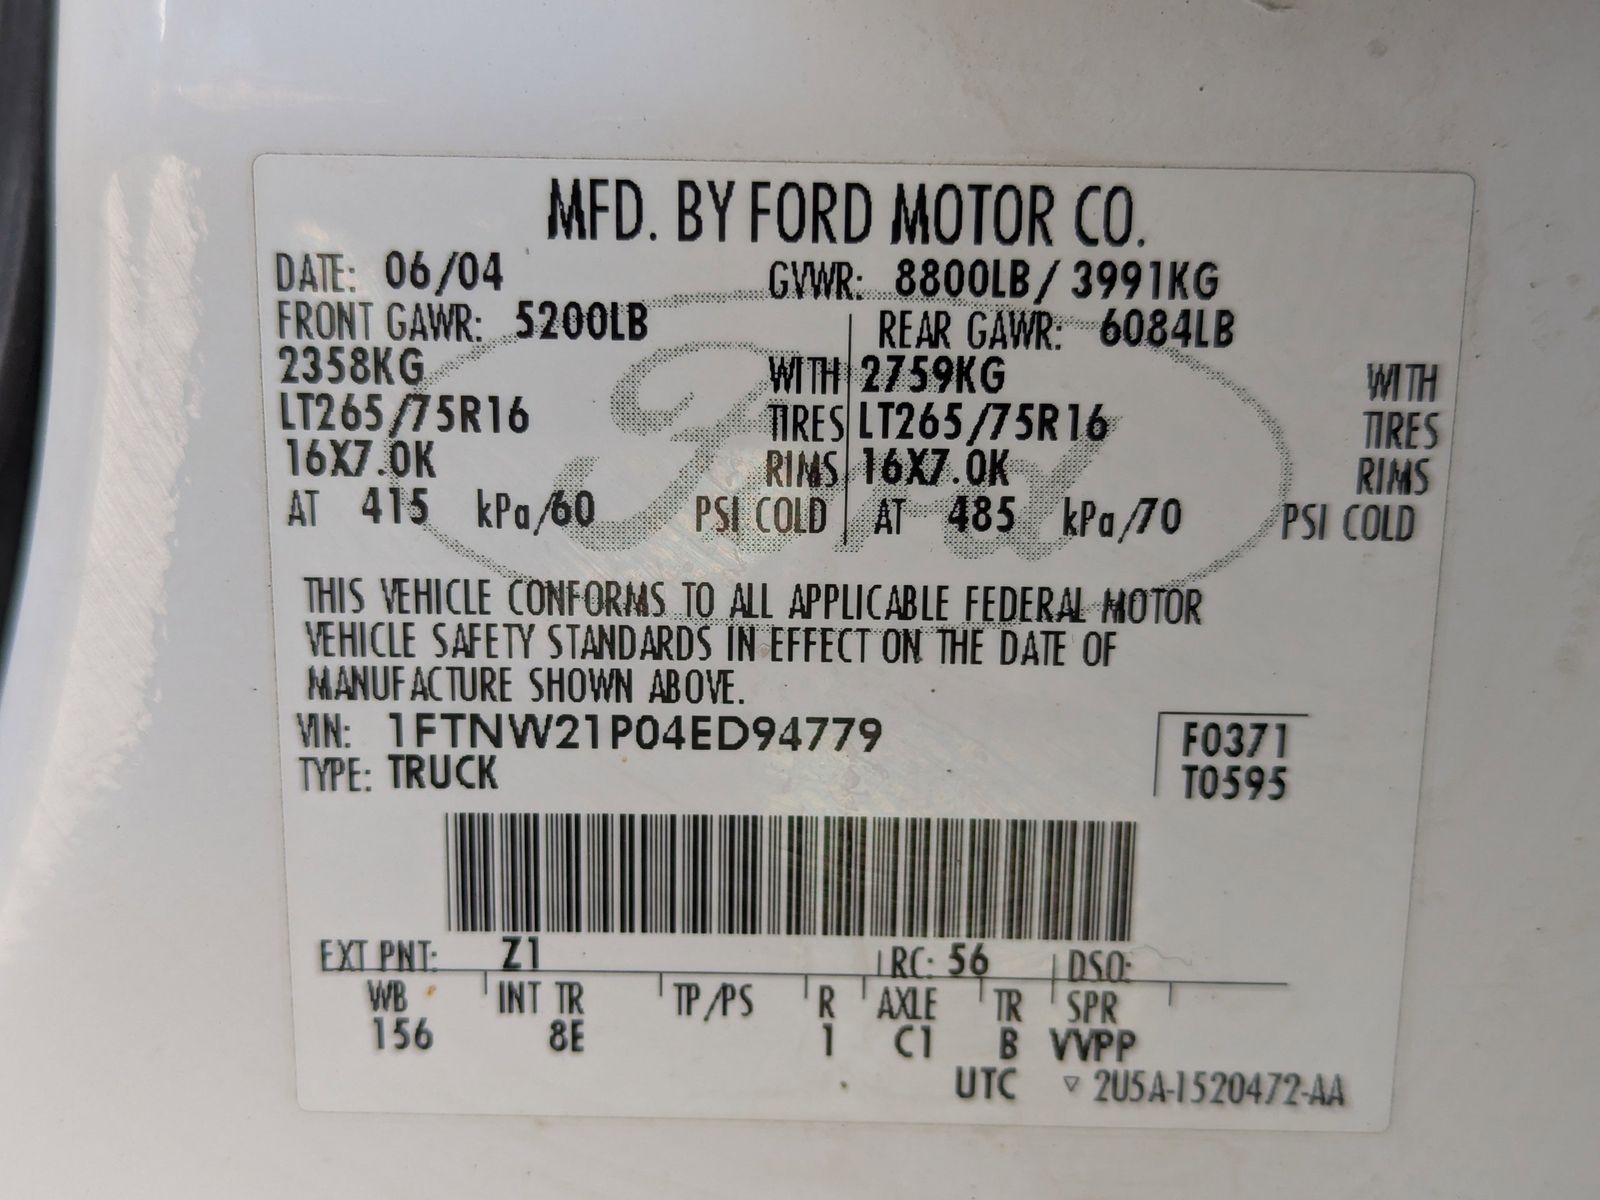 MFD. BY FORD MOTOR CO.
DATE: 06/04 GVWR: 8800LB/ 3991KG
FRONT GAWR: 5200LB REAR GAWR: 6084LB
2358KG WITH 2759KG WITH
LT265/75R16 TIRES LT265/75R16 TIRES
16X7.0K RIMS 16X7.0K RIMS
AT 415 kPa/60 PSI COLD AT 485 kPa/70 PSI COLD
Ford
THIS VEHICLE CONFORMS TO ALL APPLICABLE FEDERAL MOTOR
VEHICLE SAFETY STANDARDS IN EFFECT ON THE DATE OF
MANUFACTURE SHOWN ABOVE.
VIN: 1FTNW21P04ED94779 F0371
TYPE: TRUCK T0595
EXT PNT: Z1 RC: 56 DSO:
WB INT TR TP/PS R AXLE TR SPR
156 8E 1 C1 B VVPP
UTC ▽ 2U5A-1520472-AA